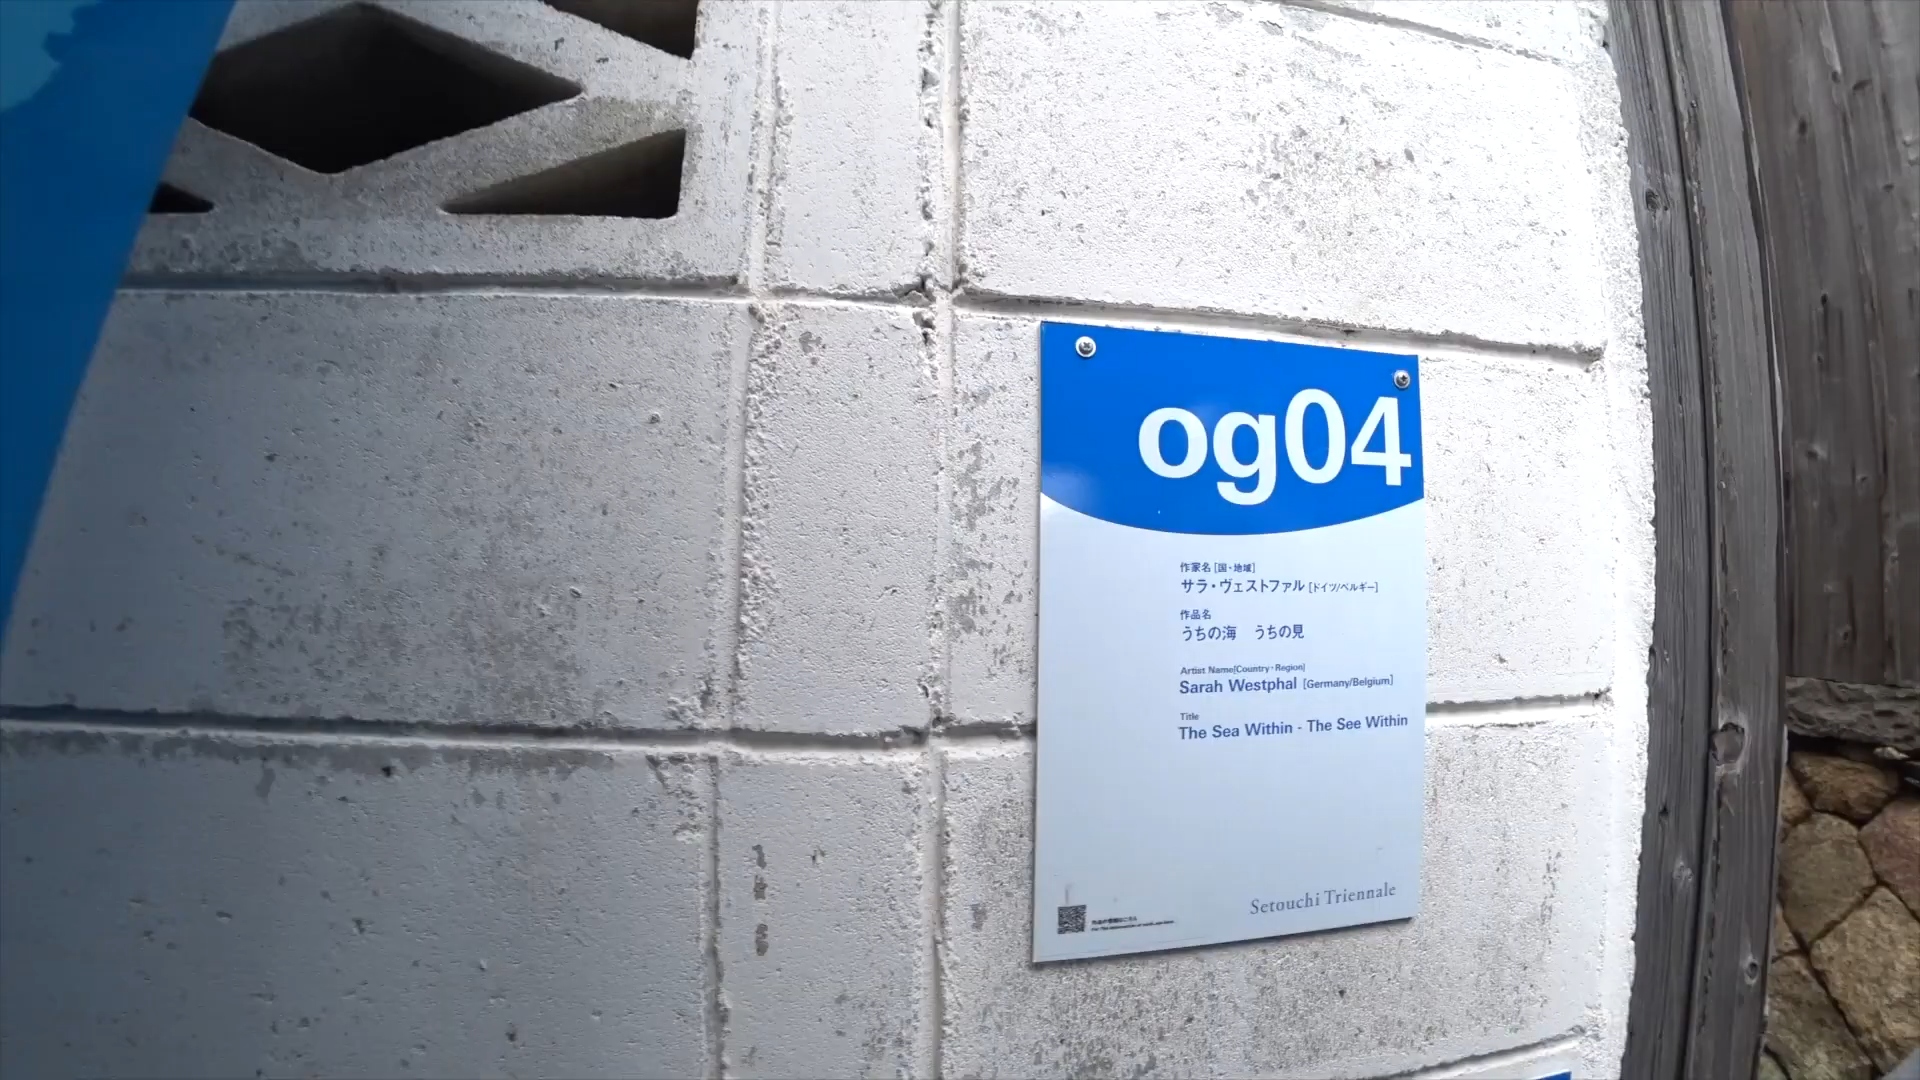 og04
作家名 [国・地域]
サラ・ヴェストファル [ドイツ/ベルギー]
作品名
うちの海　うちの見
Artist Name[Country・Region]
Sarah Westphal [Germany/Belgium]
Title
The Sea Within - The See Within
Setouchi Triennale